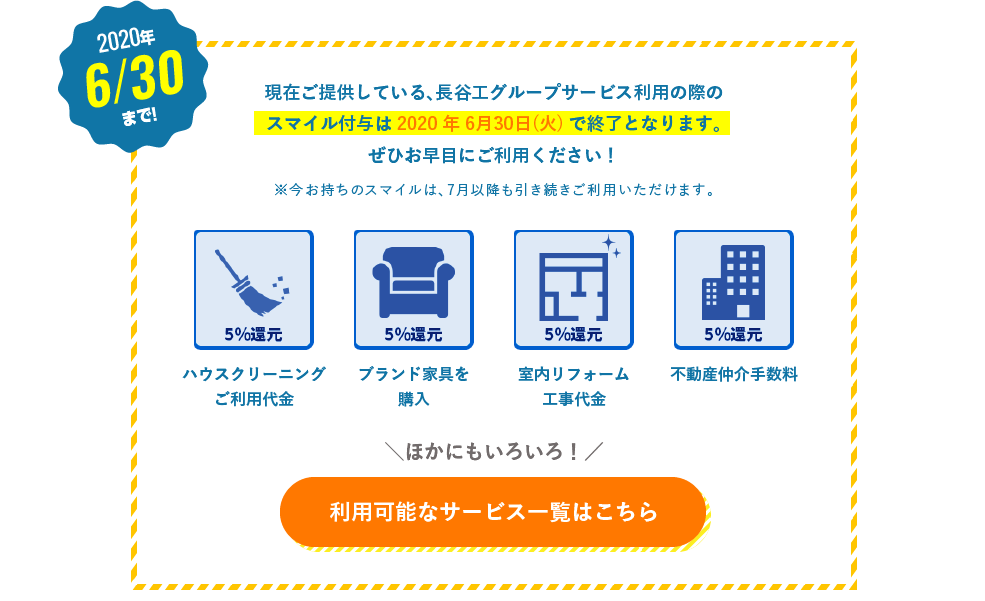 2020年
6/30
まで!
現在ご提供している、長谷工グループサービス利用の際の
スマイル付与は 2020 年 6月30日(火) で終了となります。
ぜひお早目にご利用ください！
※今お持ちのスマイルは、7月以降も引き続きご利用いただけます。
5%還元
5%還元
5%還元
5%還元
ハウスクリーニング
ご利用代金
ブランド家具を
購入
室内リフォーム
工事代金
不動産仲介手数料
＼ほかにもいろいろ！／
利用可能なサービス一覧はこちら